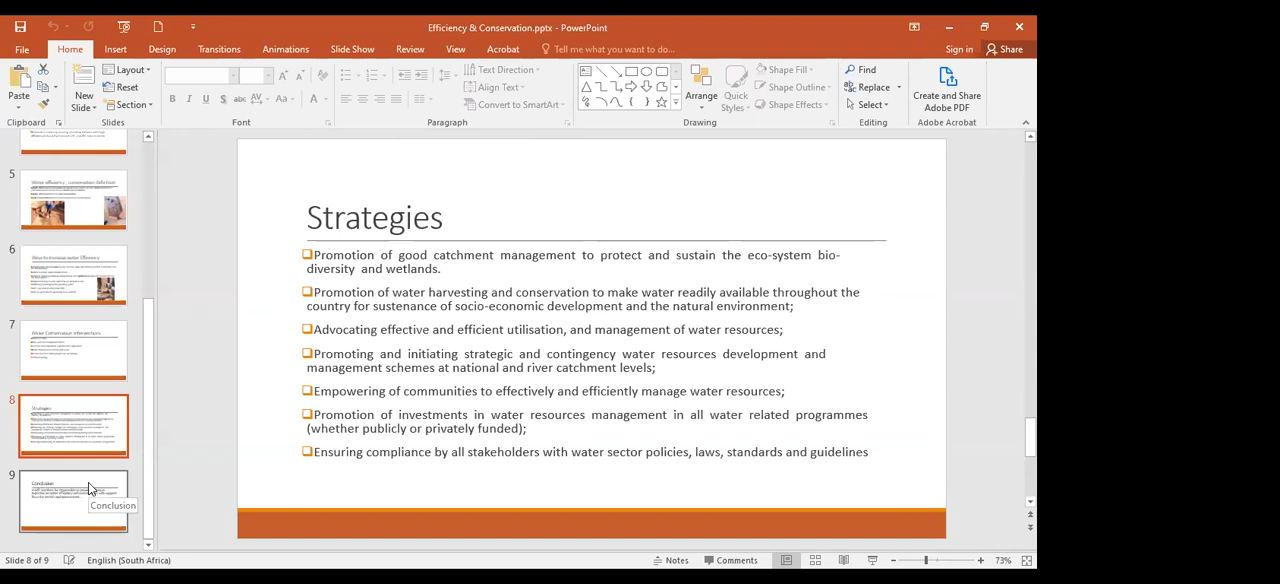 Efficiency & Conservation.pptx - PowerPoint
File Home Insert Design Transitions Animations Slide Show Review View Acrobat Tell me what you want to do... Sign in Share
Paste
Clipboard
New Slide
Layout
Reset
Section
Slides
B I U S abc AV Aa A
Font
Text Direction
Align Text
Convert to SmartArt
Paragraph
Arrange
Quick Styles
Shape Fill
Shape Outline
Shape Effects
Drawing
Find
Replace
Select
Editing
Create and Share
Adobe PDF
Adobe Acrobat
5
6
7
8
Strategies
9
Conclusion
Conclusion
Strategies
Promotion of good catchment management to protect and sustain the eco-system bio-
diversity and wetlands.
Promotion of water harvesting and conservation to make water readily available throughout the
country for sustenance of socio-economic development and the natural environment;
Advocating effective and efficient utilisation, and management of water resources;
Promoting and initiating strategic and contingency water resources development and
management schemes at national and river catchment levels;
Empowering of communities to effectively and efficiently manage water resources;
Promotion of investments in water resources management in all water related programmes
(whether publicly or privately funded);
Ensuring compliance by all stakeholders with water sector policies, laws, standards and guidelines
Slide 8 of 9 English (South Africa) Notes Comments 73%